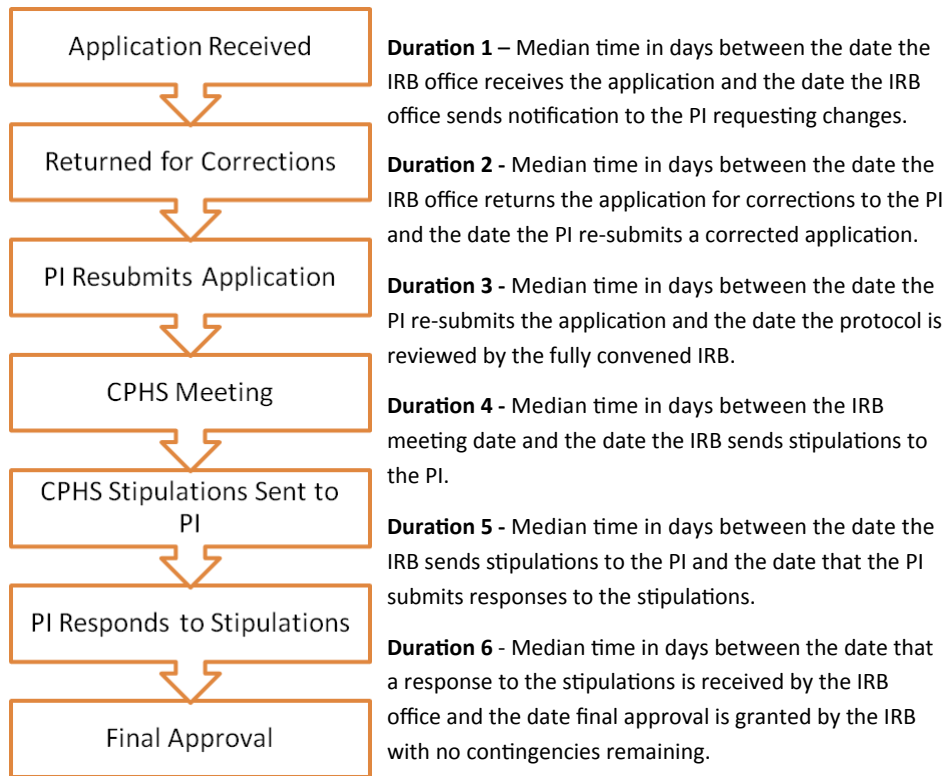 Application Received
Returned for Corrections
PI Resubmits Application
CPHS Meeting
CPHS Stipulations Sent to
PI
PI Responds to Stipulations
Final Approval
Duration 1 – Median time in days between the date the
IRB office receives the application and the date the IRB
office sends notification to the PI requesting changes.
Duration 2 - Median time in days between the date the
IRB office returns the application for corrections to the PI
and the date the PI re-submits a corrected application.
Duration 3 - Median time in days between the date the
PI re-submits the application and the date the protocol is
reviewed by the fully convened IRB.
Duration 4 - Median time in days between the IRB
meeting date and the date the IRB sends stipulations to
the PI.
Duration 5 - Median time in days between the date the
IRB sends stipulations to the PI and the date that the PI
submits responses to the stipulations.
Duration 6 - Median time in days between the date that
a response to the stipulations is received by the IRB
office and the date final approval is granted by the IRB
with no contingencies remaining.